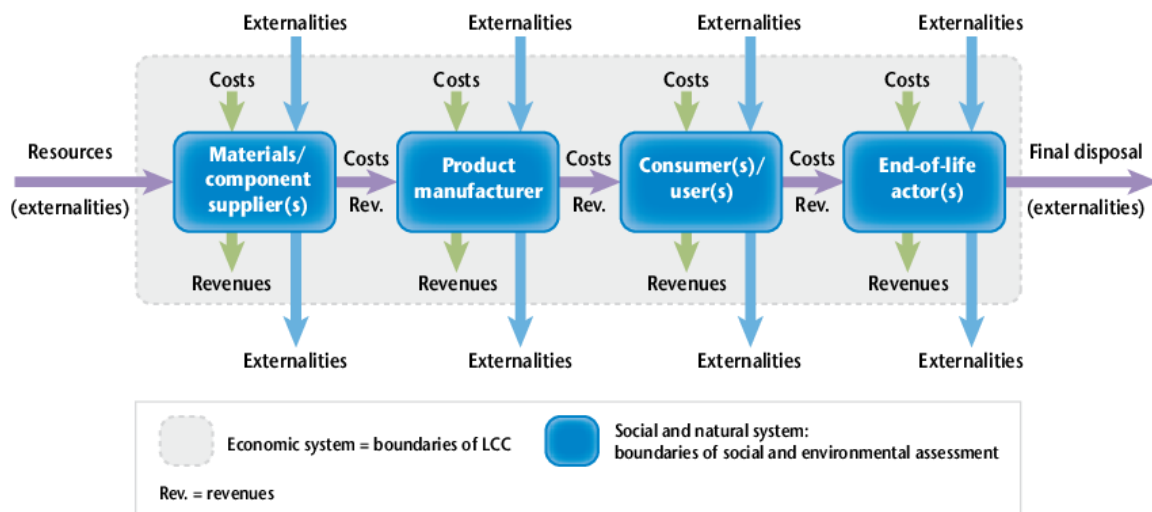 Externalities
Externalities
Externalities
Externalities
Costs
Costs
Costs
Costs
Resources
(externalities)
Materials/
component
supplier(s)
Costs
Rev.
Product
manufacturer
Costs
Rev.
Consumer(s)/
user(s)
Costs
Rev.
End-of-life
actor(s)
Final disposal
(externalities)
Revenues
Revenues
Revenues
Revenues
Externalities
Externalities
Externalities
Externalities
Economic system = boundaries of LCC
Social and natural system:
boundaries of social and environmental assessment
Rev. = revenues